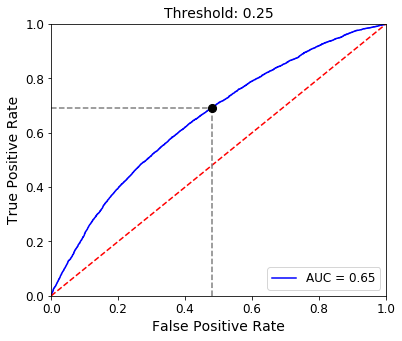 Threshold: 0.25
1.0
0.8
0.6
0.4
0.2
0.0
True Positive Rate
AUC = 0.65
0.0 0.2 0.4 0.6 0.8 1.0
False Positive Rate